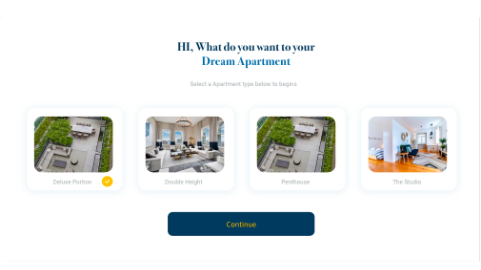 HI, What do you want to your
Dream Apartment
Select a Apartment type below to begins
Deluxe Portion
Double Height
Penthouse
The Studio
Continue